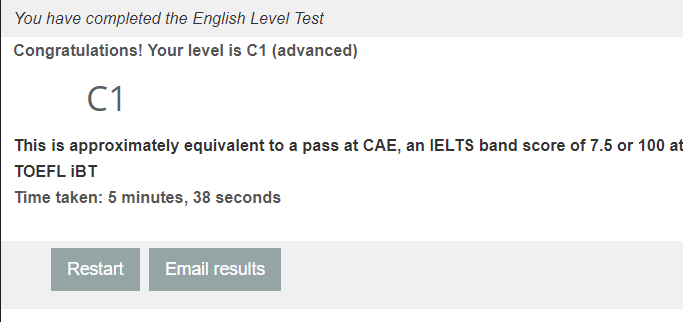 You have completed the English Level Test
Congratulations! Your level is C1 (advanced)
C1
This is approximately equivalent to a pass at CAE, an IELTS band score of 7.5 or 100 at
TOEFL iBT
Time taken: 5 minutes, 38 seconds
Restart Email results